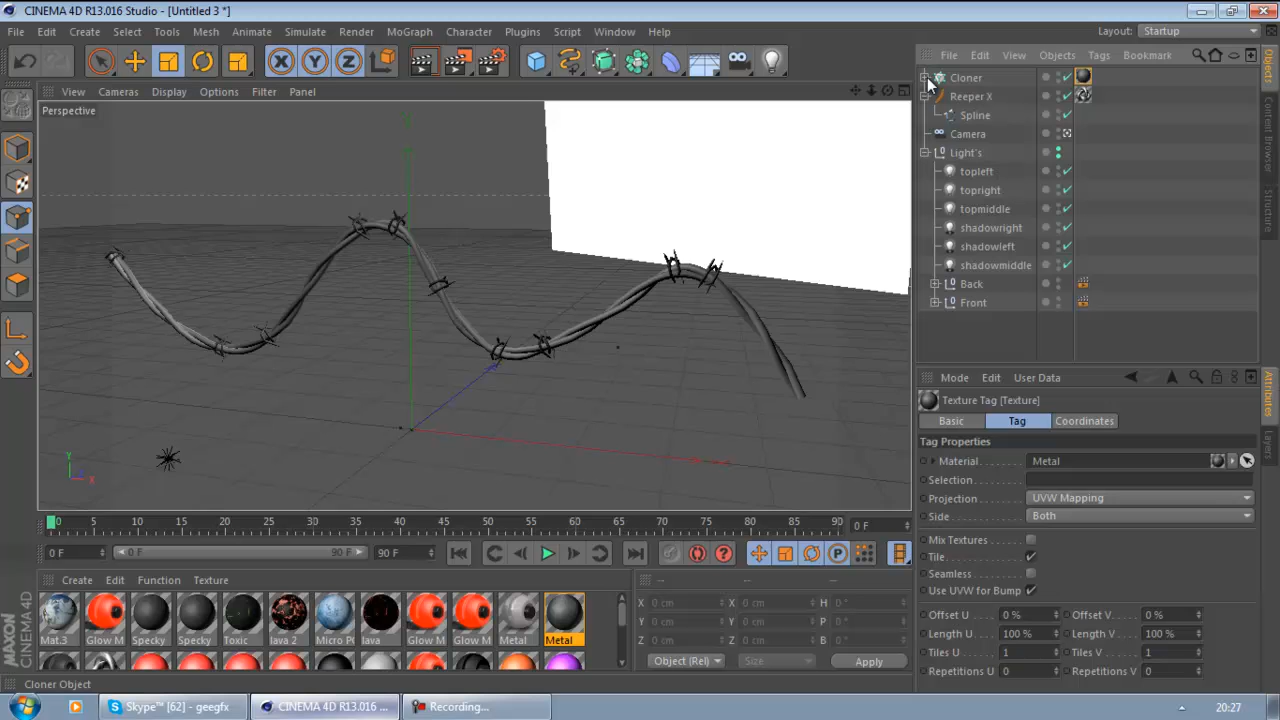 CINEMA 4D R13.016 Studio - [Untitled 3 *]
File Edit Create Select Tools Mesh Animate Simulate Render MoGraph Character Plugins Script Window Help
Layout: Startup
File Edit View Objects Tags Bookmark
View Cameras Display Options Filter Panel
Perspective
Cloner
Reeper X
Spline
Camera
Light's
topleft
topright
topmiddle
shadowright
shadowleft
shadowmiddle
Back
Front
Objects
Content Browser
Structure
Mode Edit User Data
Texture Tag [Texture]
Basic Tag Coordinates
Tag Properties
Material Metal
Selection
Projection UVW Mapping
Side Both
Mix Textures
Tile
Seamless
Use UVW for Bump
Offset U 0 % Offset V 0 %
Length U 100 % Length V 100 %
Tiles U 1 Tiles V 1
Repetitions U 0 Repetitions V 0
Attributes
Layers
Y
X
Y
Z
X
0 5 10 15 20 25 30 35 40 45 50 55 60 65 70 75 80 85 90 0 F
0 F 0 F 90 F 90 F
Create Edit Function Texture
Mat.3 Glow M Specky Specky Toxic lava 2 Micro P lava Glow M Glow M Metal Metal
-- -- --
X 0 cm X 0 cm H 0 °
Y 0 cm Y 0 cm P 0 °
Z 0 cm Z 0 cm B 0 °
Object (Rel) Size Apply
MAXON CINEMA 4D
Cloner Object
Skype™ [62] - geegfx CINEMA 4D R13.016 ... Recording... 20:27